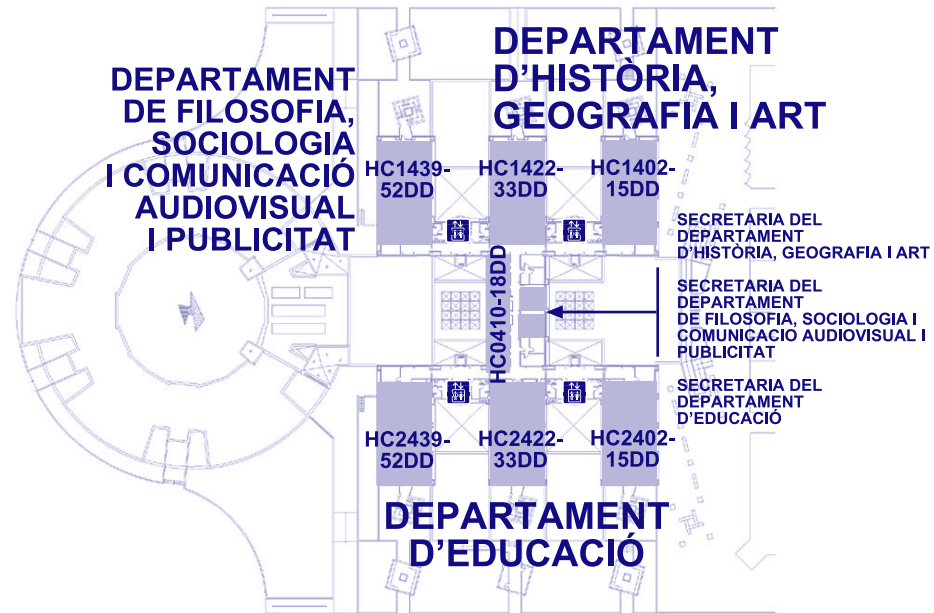 DEPARTAMENT
DE FILOSOFIA,
SOCIOLOGIA
I COMUNICACIÓ
AUDIOVISUAL
I PUBLICITAT
DEPARTAMENT
D'HISTÒRIA,
GEOGRAFIA I ART
HC1439-
52DD
HC1422-
33DD
HC1402-
15DD
HC0410-18DD
SECRETARIA DEL
DEPARTAMENT
D'HISTÒRIA, GEOGRAFIA I ART
SECRETARIA DEL
DEPARTAMENT
DE FILOSOFIA, SOCIOLOGIA I
COMUNICACIO AUDIOVISUAL I
PUBLICITAT
SECRETARIA DEL
DEPARTAMENT
D'EDUCACIÓ
HC2439-
52DD
HC2422-
33DD
HC2402-
15DD
DEPARTAMENT
D'EDUCACIÓ